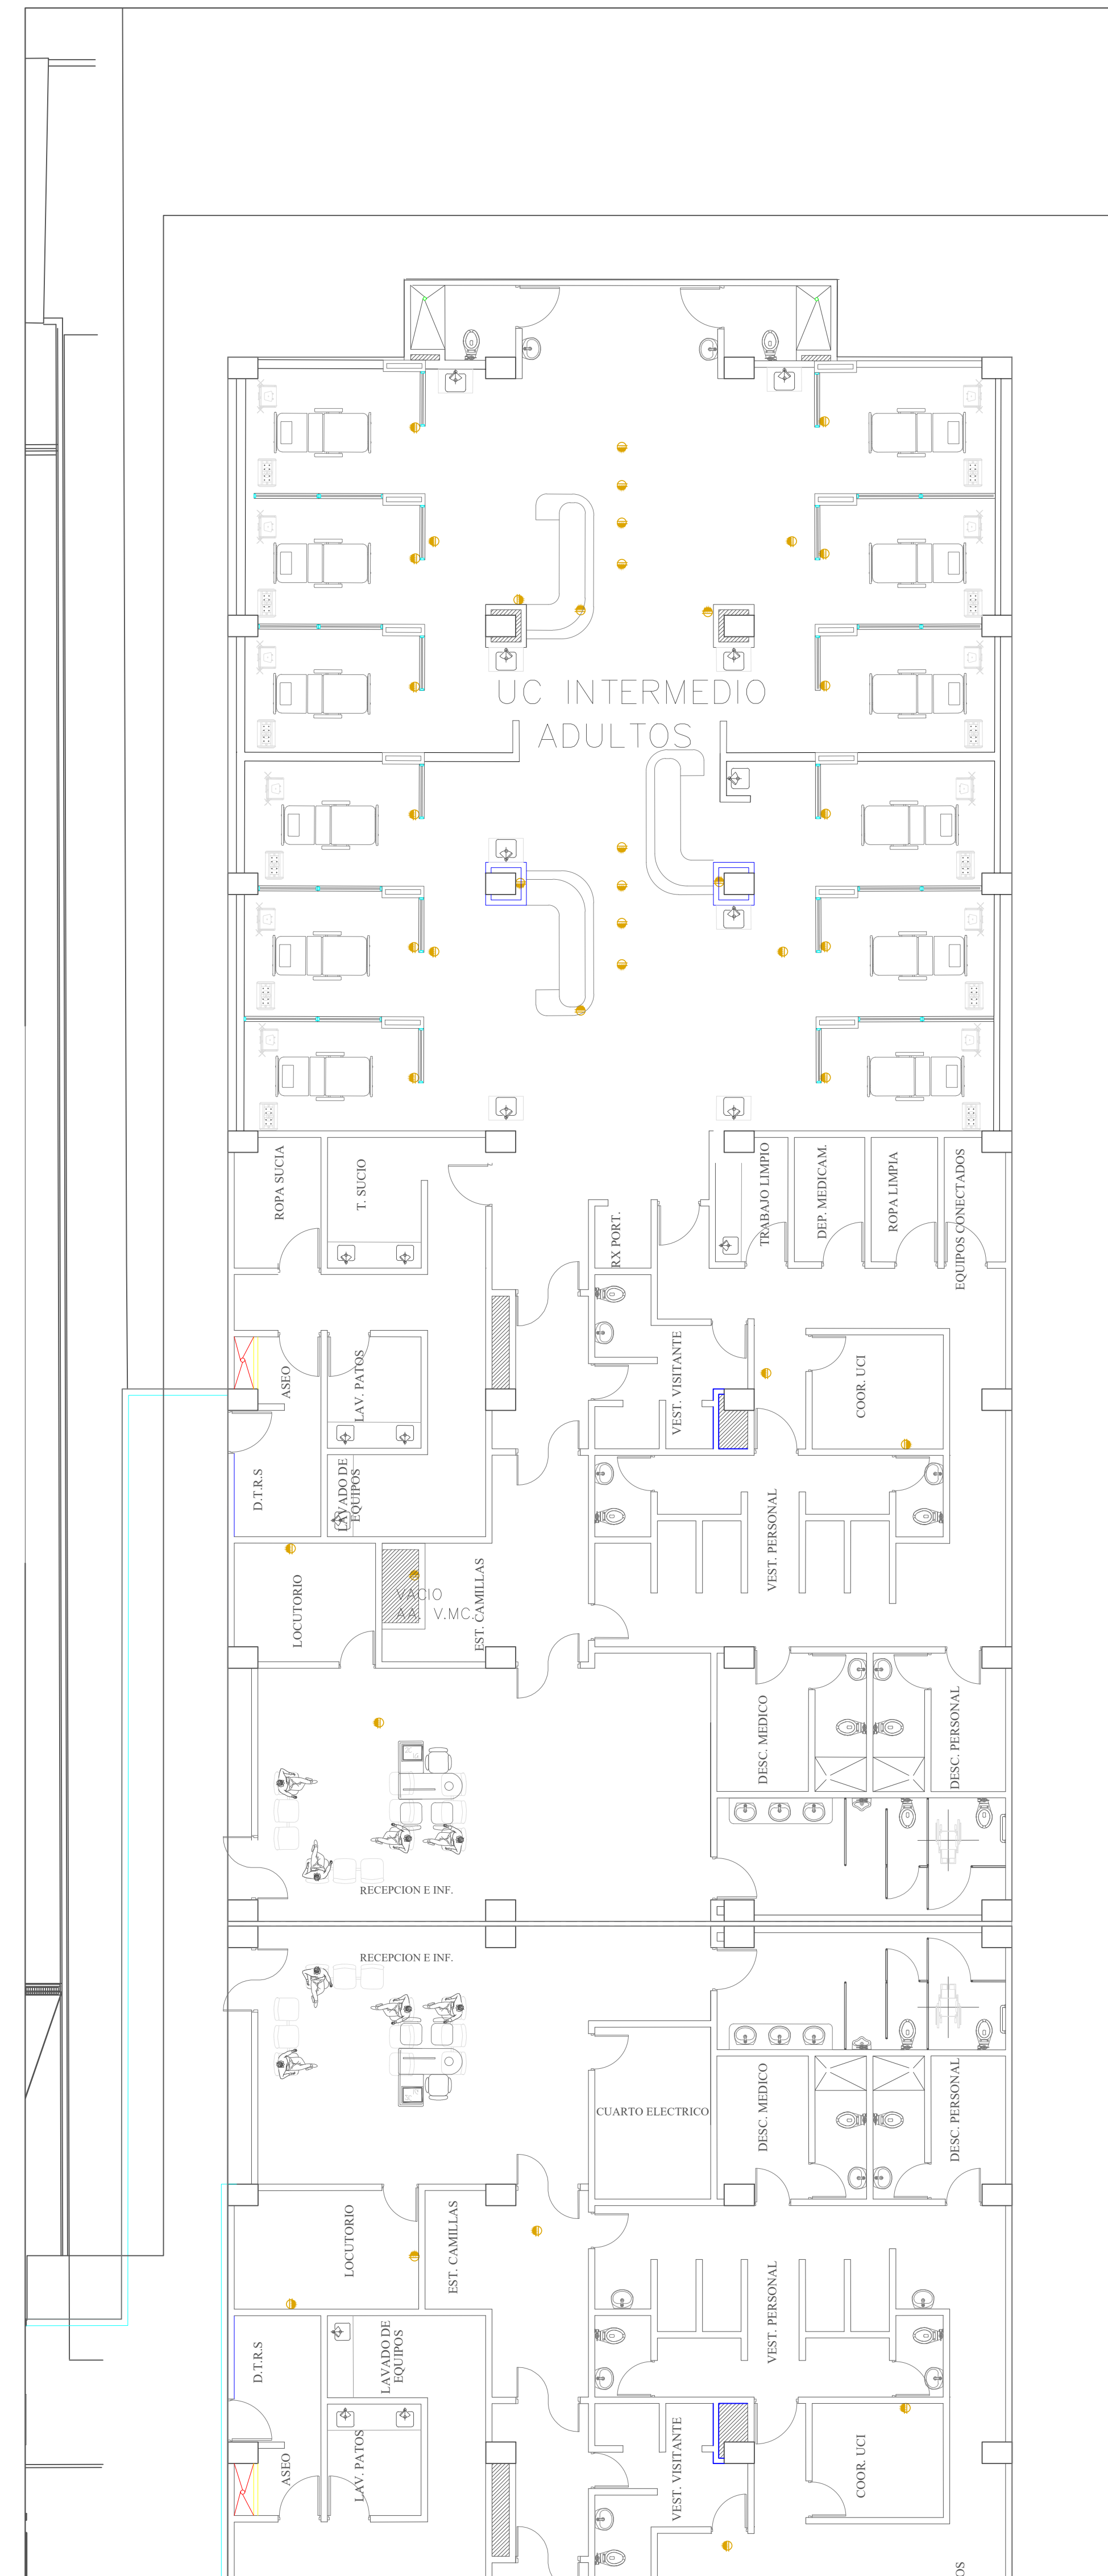 UC INTERMEDIO
ADULTOS
ROPA SUCIA
T. SUCIO
RX PORT.
TRABAJO LIMPIO
DEP. MEDICAM.
ROPA LIMPIA
EQUIPOS CONECTADOS
ASEO
LAV. PATOS
VEST. VISITANTE
COOR. UCI
D.T.R.S
LAVADO DE
EQUIPOS
VEST. PERSONAL
LOCUTORIO
VACIO
AA. V.MC.
EST. CAMILLAS
DESC. MEDICO
DESC. PERSONAL
RECEPCION E INF.
RECEPCION E INF.
CUARTO ELECTRICO
DESC. MEDICO
DESC. PERSONAL
LOCUTORIO
EST. CAMILLAS
VEST. PERSONAL
D.T.R.S
LAVADO DE
EQUIPOS
ASEO
LAV. PATOS
VEST. VISITANTE
COOR. UCI